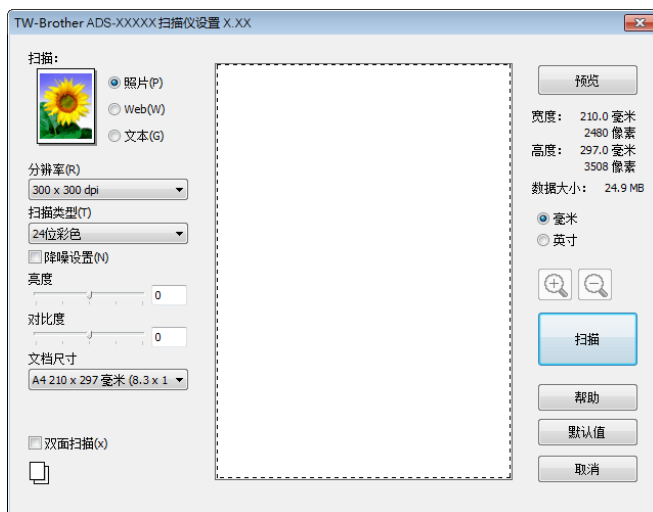 TW-Brother ADS-XXXXX 扫描仪设置 X.XX
扫描：
照片(P)
Web(W)
文本(G)
分辨率(R)
300 x 300 dpi
扫描类型(T)
24位彩色
降噪设置(N)
亮度
0
对比度
0
文档尺寸
A4 210 x 297 毫米 (8.3 x 1
双面扫描(x)
预览
宽度： 210.0 毫米
2480 像素
高度： 297.0 毫米
3508 像素
数据大小： 24.9 MB
毫米
英寸
扫描
帮助
默认值
取消